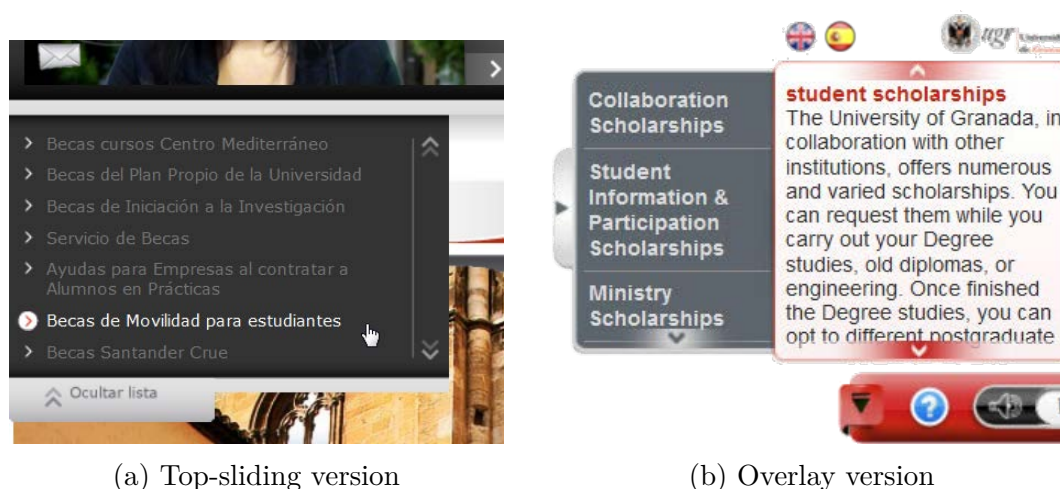 Becas cursos Centro Mediterráneo
Becas del Plan Propio de la Universidad
Becas de Iniciación a la Investigación
Servicio de Becas
Ayudas para Empresas al contratar a
Alumnos en Prácticas
Becas de Movilidad para estudiantes
Becas Santander Crue
Ocultar lista
(a) Top-sliding version
ugr
Collaboration
Scholarships
Student
Information &
Participation
Scholarships
Ministry
Scholarships
student scholarships
The University of Granada, in
collaboration with other
institutions, offers numerous
and varied scholarships. You
can request them while you
carry out your Degree
studies, old diplomas, or
engineering. Once finished
the Degree studies, you can
opt to different postgraduate
?
(b) Overlay version